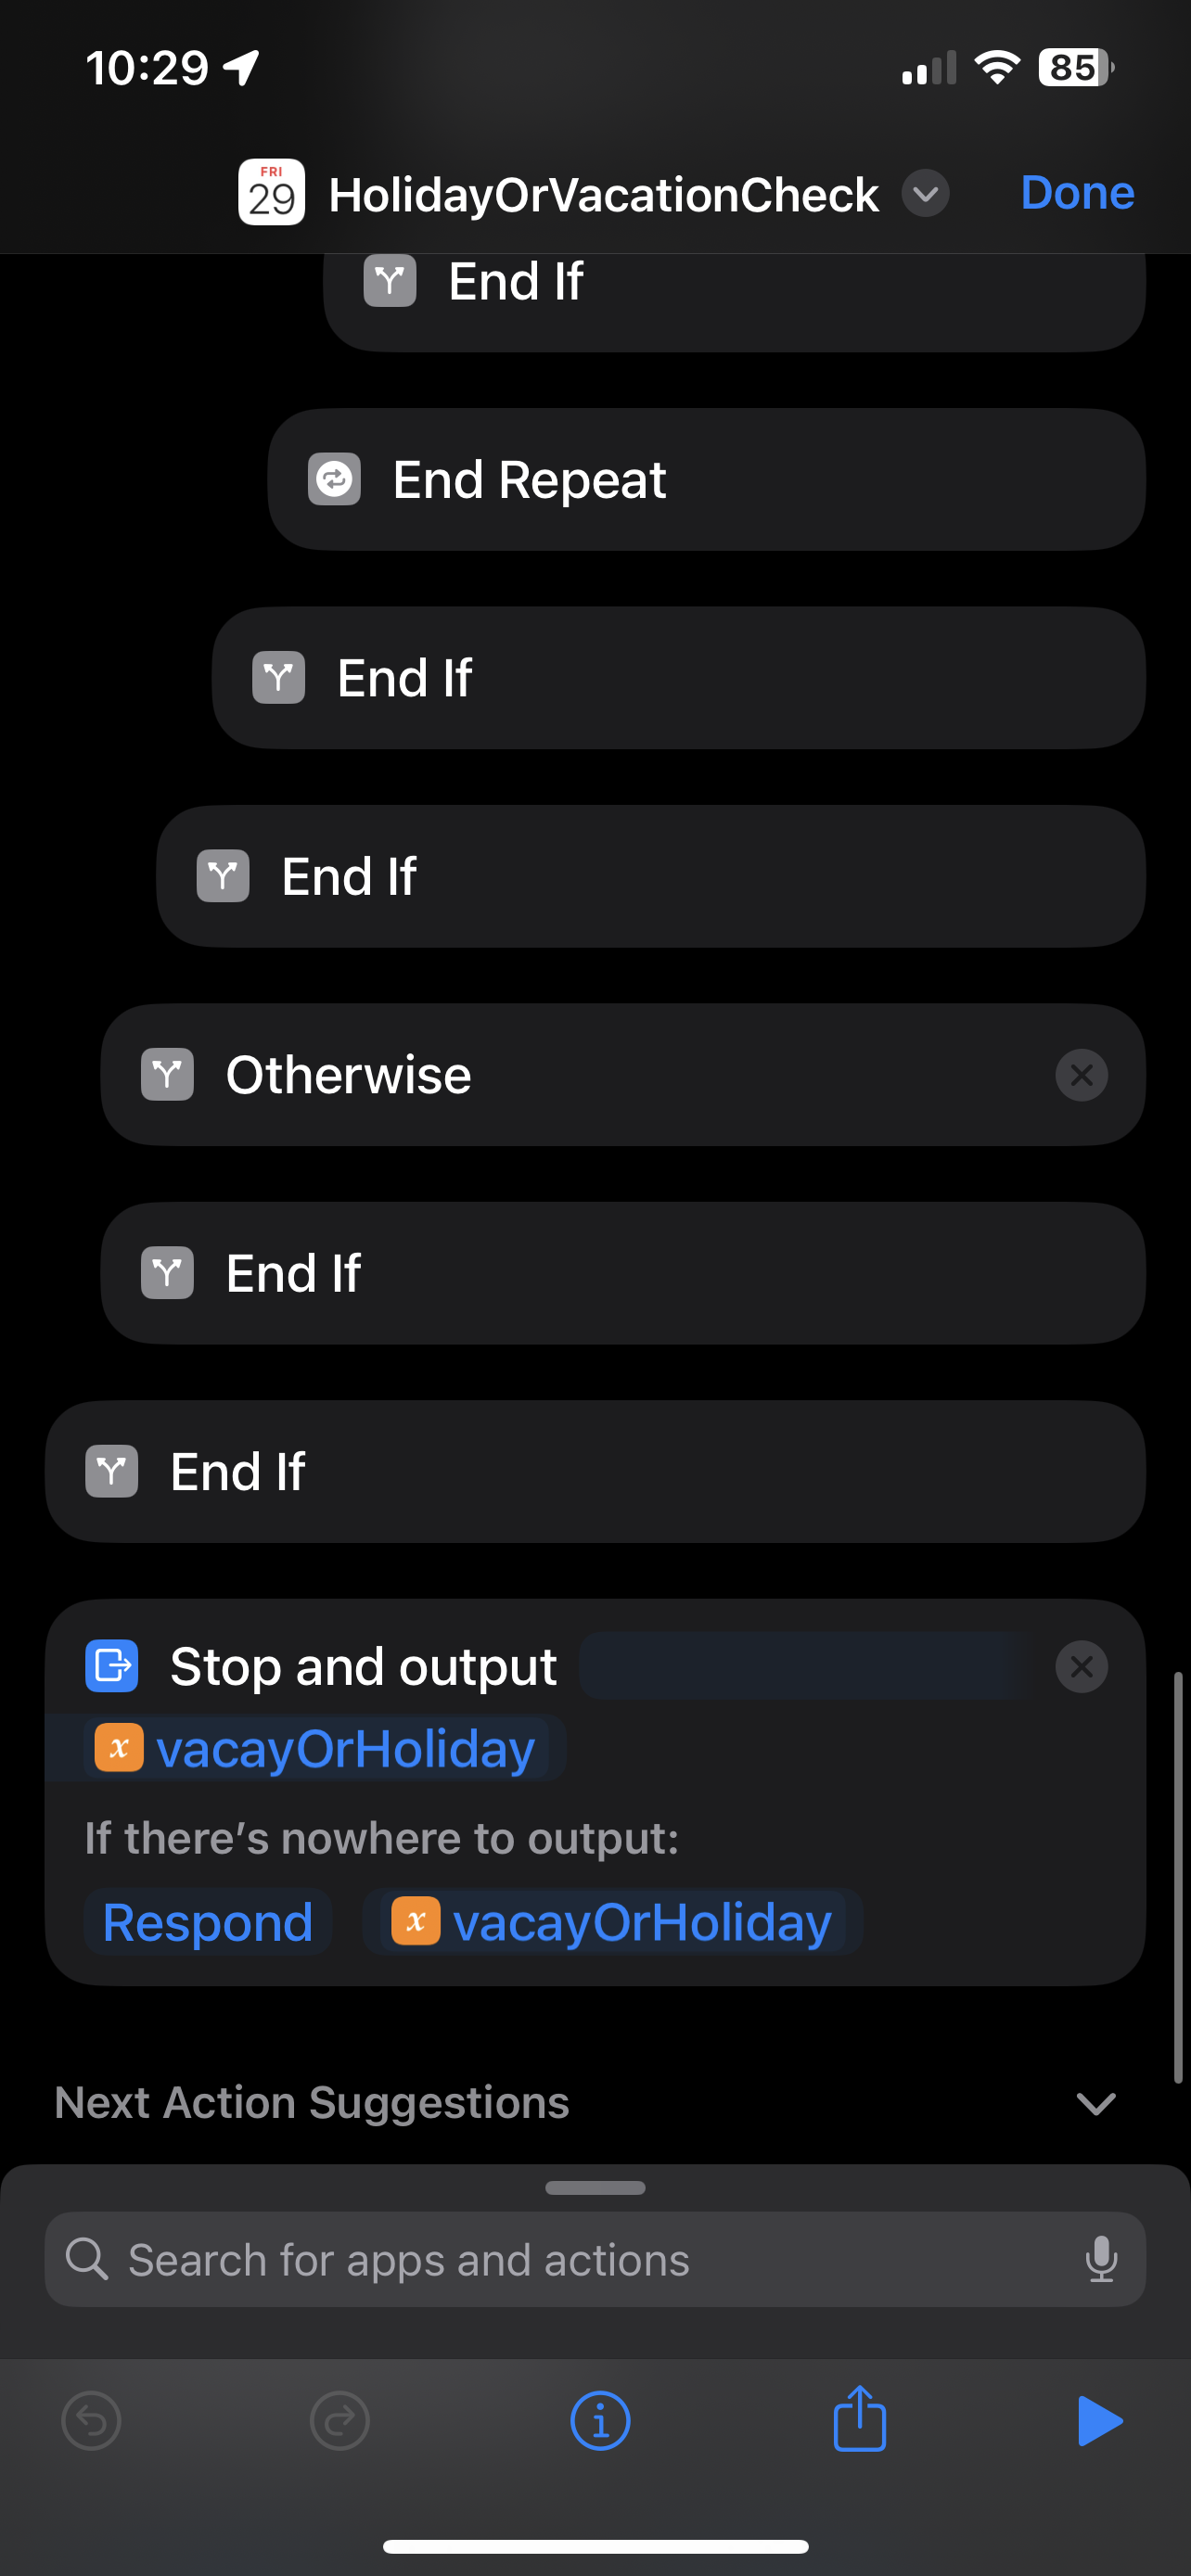 10:29
85
FRI
29
HolidayOrVacationCheck
Done
End If
End Repeat
End If
End If
Otherwise
End If
End If
Stop and output
x vacayOrHoliday
If there’s nowhere to output:
Respond x vacayOrHoliday
Next Action Suggestions
Search for apps and actions